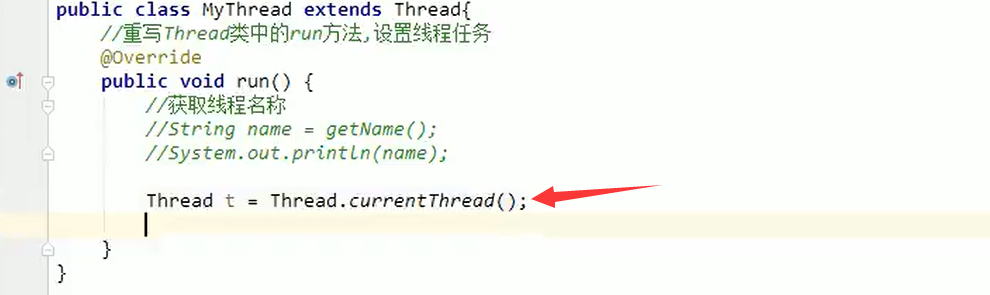 public class MyThread extends Thread{
//重写Thread类中的run方法,设置线程任务
@Override
public void run() {
//获取线程名称
//String name = getName();
//System.out.println(name);
Thread t = Thread.currentThread();
}
}